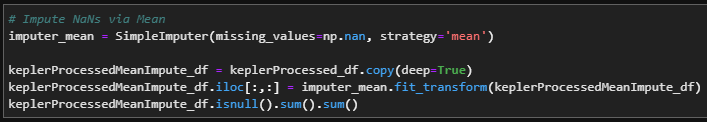 # Impute NaNs via Mean
imputer_mean = SimpleImputer(missing_values=np.nan, strategy='mean')

keplerProcessedMeanImpute_df = keplerProcessed_df.copy(deep=True)
keplerProcessedMeanImpute_df.iloc[:,:] = imputer_mean.fit_transform(keplerProcessedMeanImpute_df)
keplerProcessedMeanImpute_df.isnull().sum().sum()